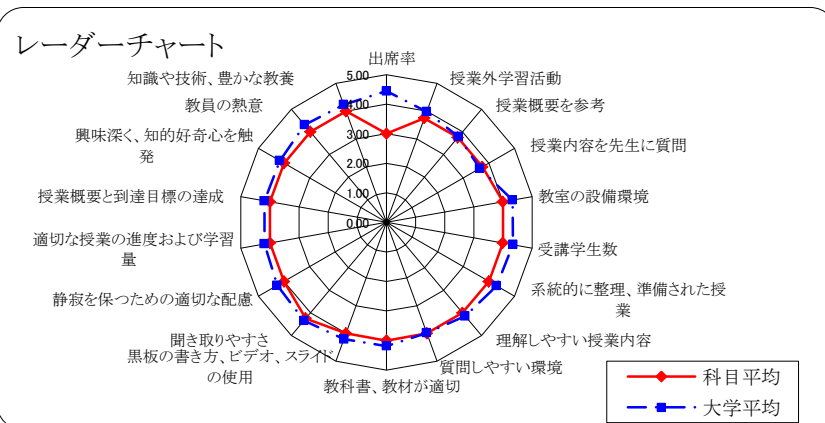 レーダーチャート
出席率
授業外学習活動
授業概要を参考
授業内容を先生に質問
教室の設備環境
受講学生数
系統的に整理、準備された授
業
理解しやすい授業内容
質問しやすい環境
教科書、教材が適切
黒板の書き方、ビデオ、スライド
の使用
聞き取りやすさ
静寂を保つための適切な配慮
適切な授業の進度および学習
量
授業概要と到達目標の達成
興味深く、知的好奇心を触
発
教員の熱意
知識や技術、豊かな教養
5.00
4.00
3.00
2.00
1.00
0.00
科目平均
大学平均